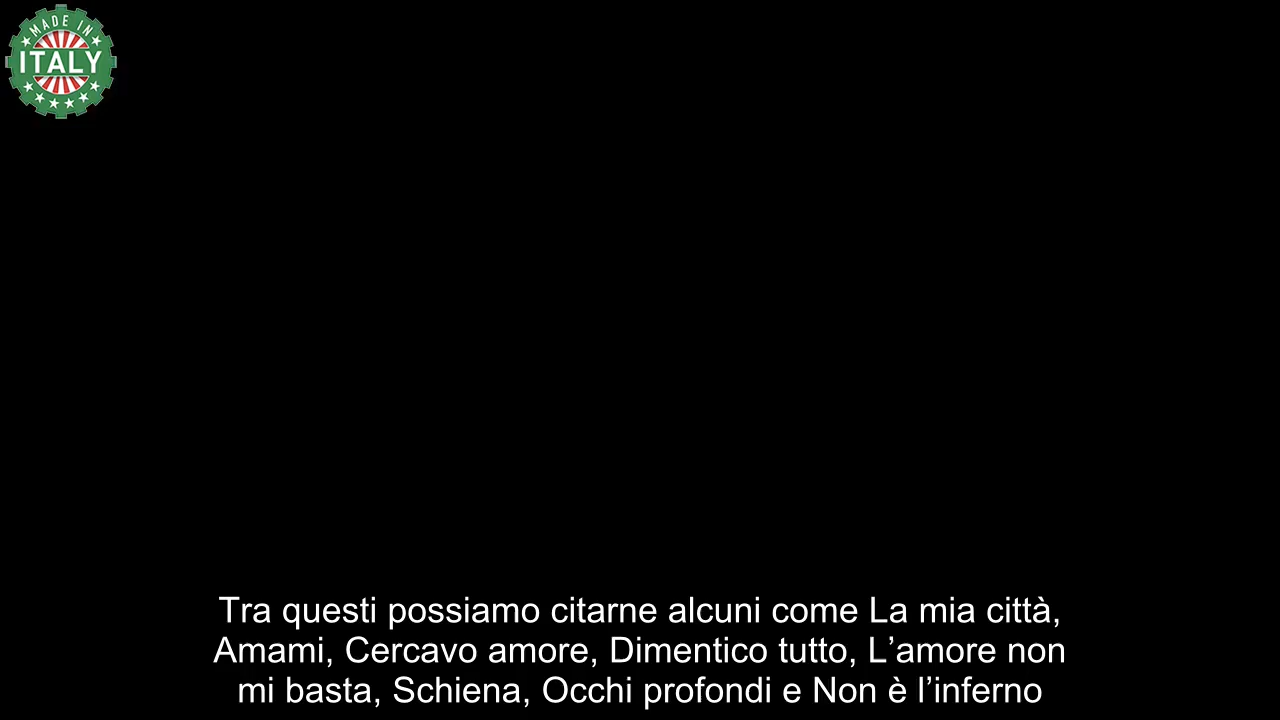 MADE IN
ITALY
Tra questi possiamo citarne alcuni come La mia città,
Amami, Cercavo amore, Dimentico tutto, L’amore non
mi basta, Schiena, Occhi profondi e Non è l’inferno